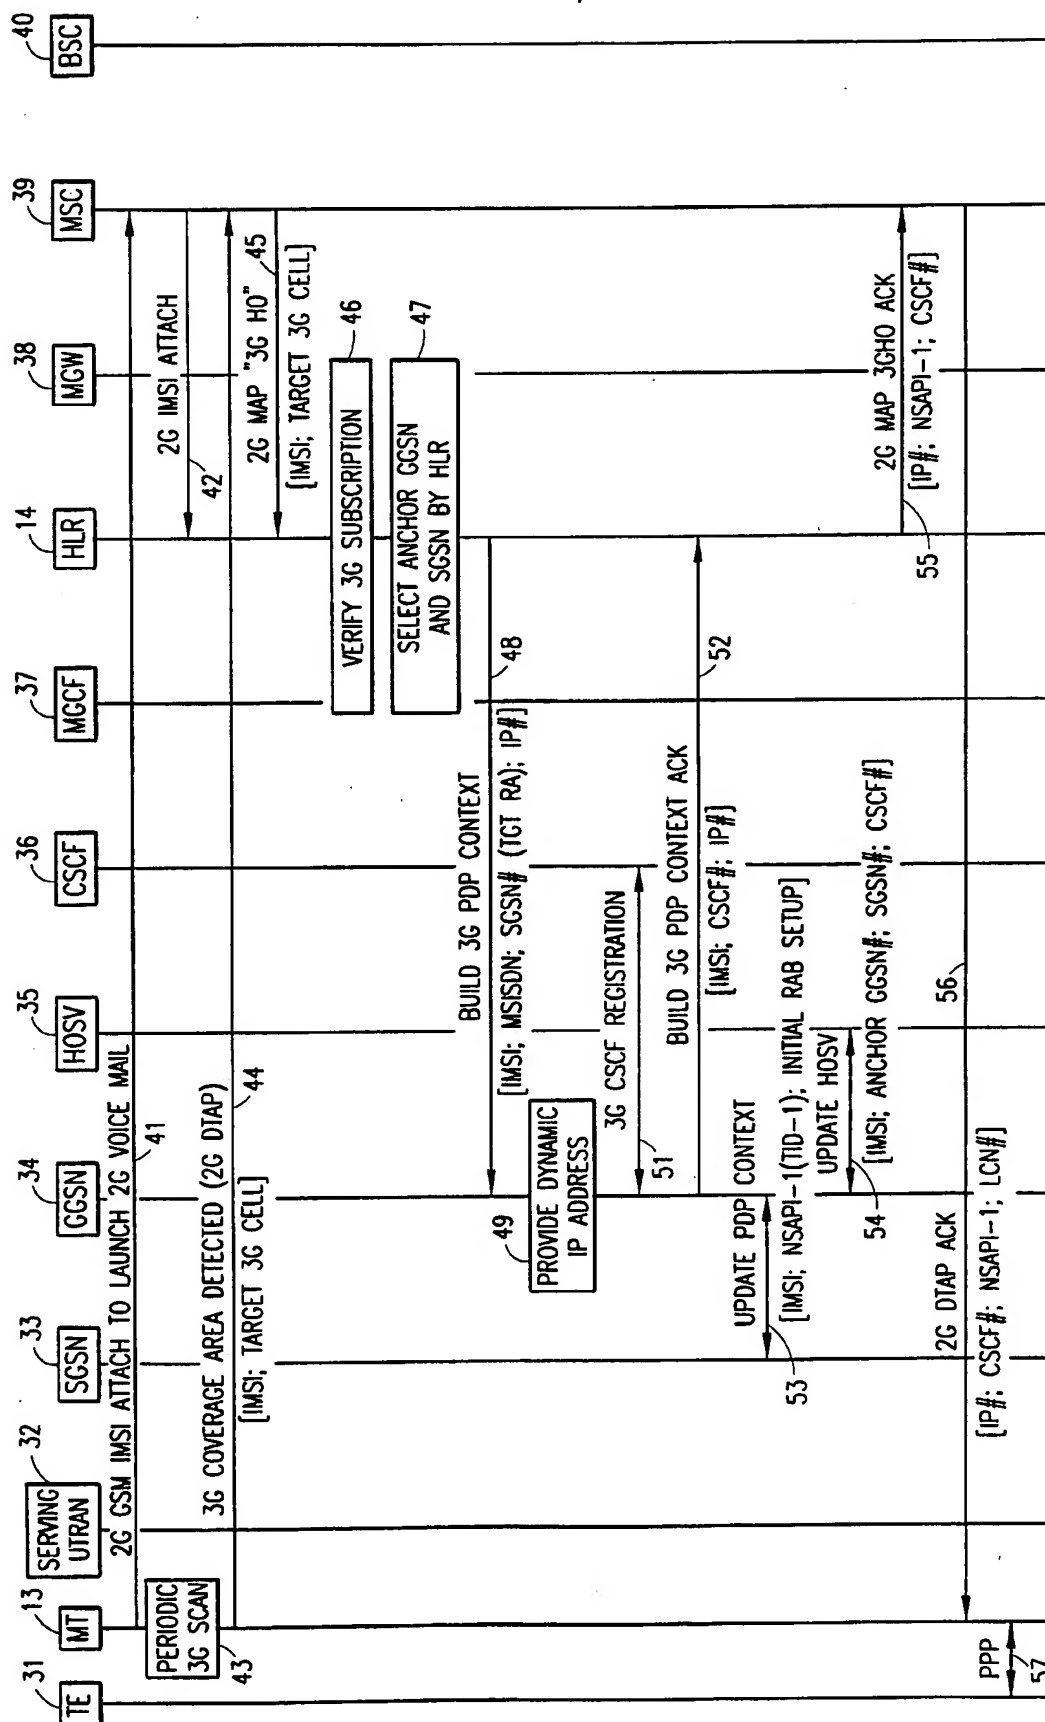 31
TE
13
MT
32
SERVING
UTRAN
33
SGSN
34
GGSN
35
HOSV
36
CSCF
37
MGCF
14
HLR
38
MGW
39
MSC
40
BSC
2G GSM IMSI ATTACH TO LAUNCH 2G VOICE MAIL
41
2G IMSI ATTACH
42
PERIODIC
3G SCAN
43
3G COVERAGE AREA DETECTED (2G DTAP)
44
[IMSI; TARGET 3G CELL]
2G MAP "3G HO"
45
[IMSI; TARGET 3G CELL]
VERIFY 3G SUBSCRIPTION
46
SELECT ANCHOR GGSN
AND SGSN BY HLR
47
BUILD 3G PDP CONTEXT
48
[IMSI; MSISDN; SGSN# (TGT RA); IP#]
49
PROVIDE DYNAMIC
IP ADDRESS
3G CSCF REGISTRATION
51
BUILD 3G PDP CONTEXT ACK
52
[IMSI; CSCF#; IP#]
UPDATE PDP CONTEXT
53
[IMSI; NSAPI-1(TID-1); INITIAL RAB SETUP]
UPDATE HOSV
54
[IMSI; ANCHOR GGSN#; SGSN#; CSCF#]
2G MAP 3GHO ACK
55
[IP#; NSAPI-1; CSCF#]
2G DTAP ACK
56
[IP#; CSCF#; NSAPI-1; LCN#]
PPP
57